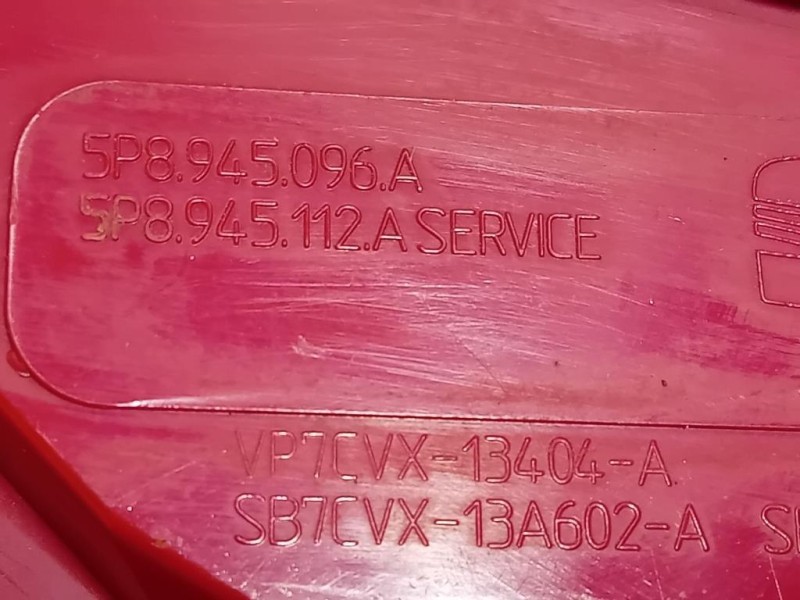 5P8.945.096.A
5P8.945.112.A SERVICE
VP7CVX-13404-A
SB7CVX-13A602-A